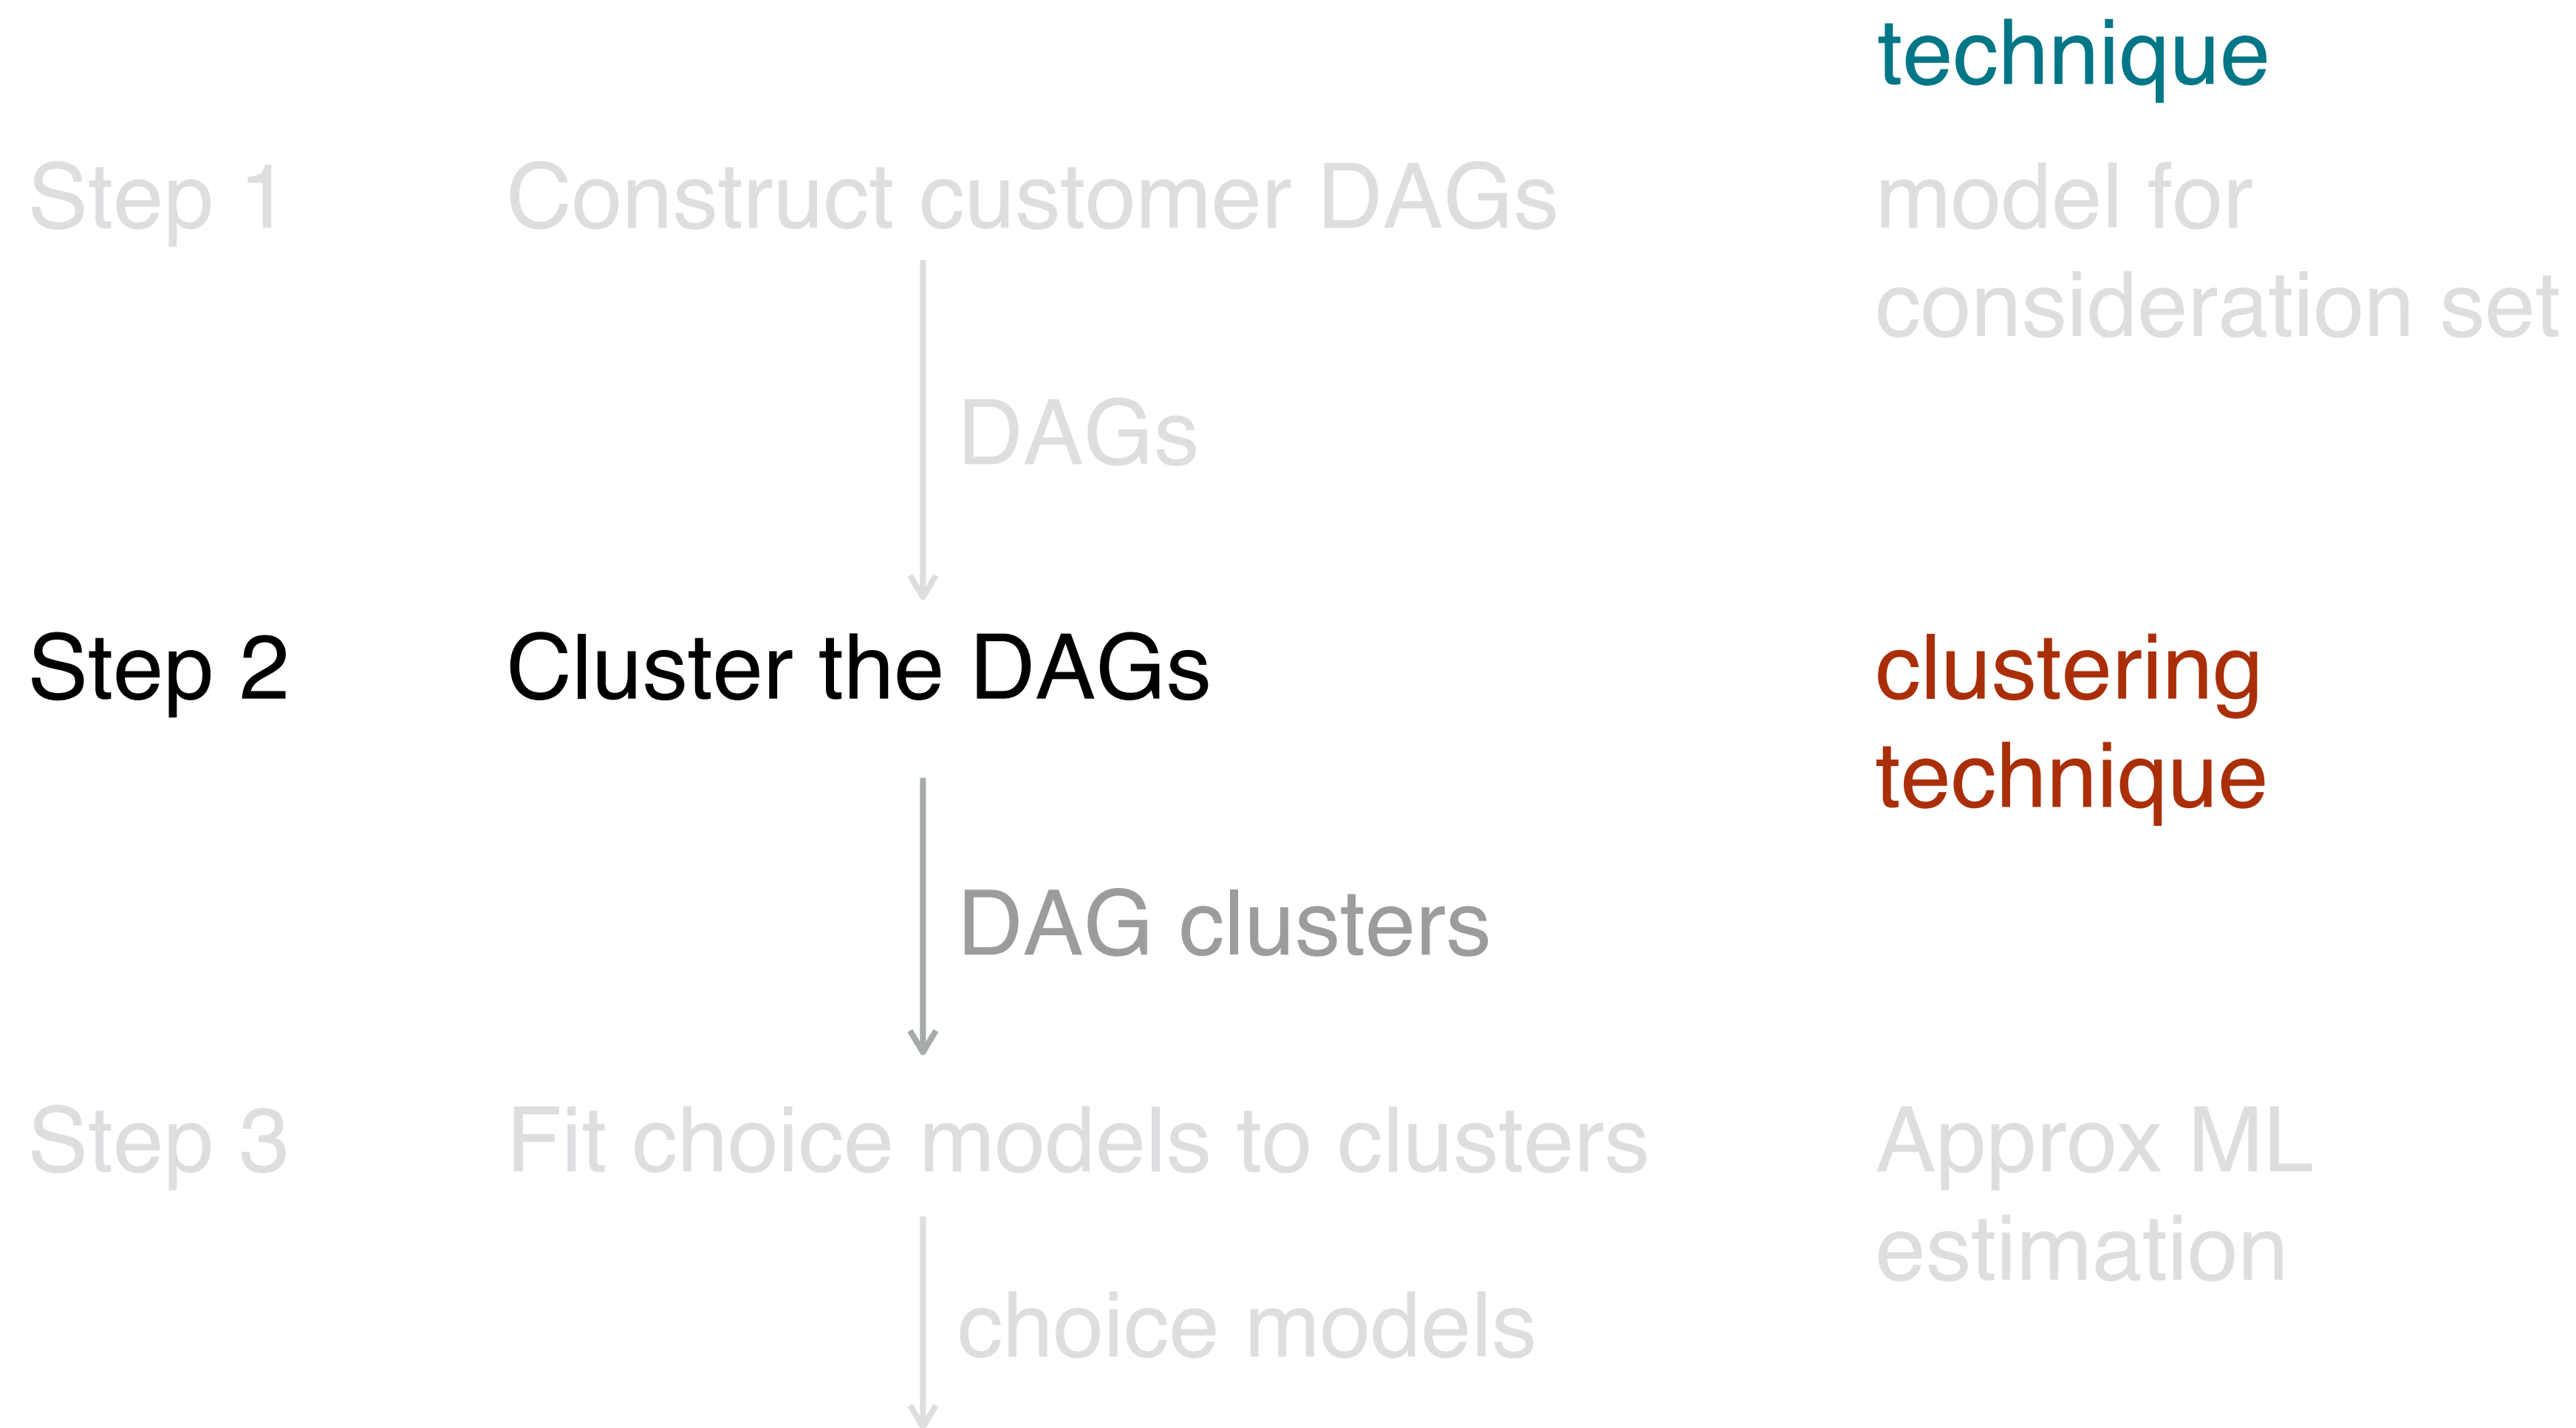 technique
Step 1 Construct customer DAGs model for
consideration set
DAGs
Step 2 Cluster the DAGs clustering
technique
DAG clusters
Step 3 Fit choice models to clusters Approx ML
estimation
choice models